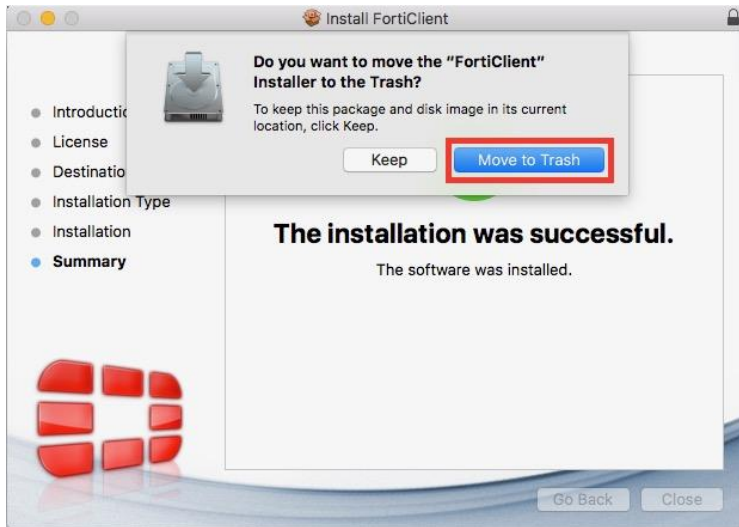 Install FortiClient
Do you want to move the “FortiClient”
Installer to the Trash?
To keep this package and disk image in its current
location, click Keep.
Keep
Move to Trash
Introductio
License
Destinatio
Installation Type
Installation
Summary
The installation was successful.
The software was installed.
Go Back
Close